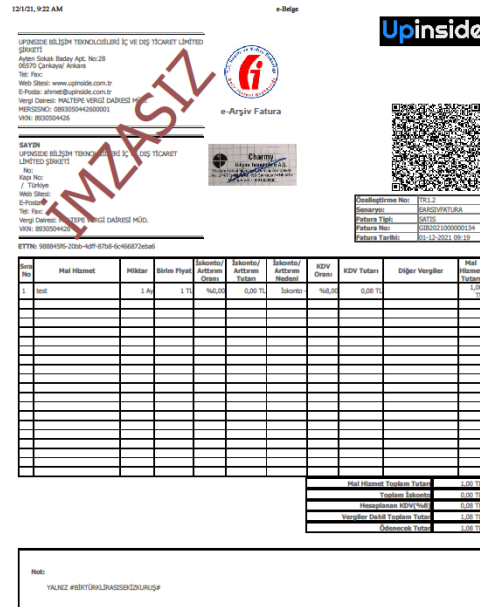 12/1/21, 9:22 AM
e-Belge
Upinside
UPINSIDE BİLİŞİM TEKNOLOJİLERİ İÇ VE DIŞ TİCARET LİMİTED
ŞİRKETİ
Ayten Sokak Baday Apt. No:28
06570 Çankaya/ Ankara
Tel: Fax:
Web Sitesi: www.upinside.com.tr
E-Posta: ahmet@upinside.com.tr
Vergi Dairesi: MALTEPE VERGİ DAİRESİ MÜD.
MERSISNO: 0893050442600001
VKN: 8930504426
e-Arşiv Fatura
İMZASIZ
SAYIN
UPINSIDE BİLİŞİM TEKNOLOJİLERİ İÇ VE DIŞ TİCARET
LİMİTED ŞİRKETİ
No:
Kapı No:
/ Türkiye
Web Sitesi:
E-Posta:
Tel: Fax:
Vergi Dairesi: MALTEPE VERGİ DAİRESİ MÜD.
VKN: 8930504426
Charmy
Özelleştirme No: TR1.2
Senaryo: EARSIVFATURA
Fatura Tipi: SATIS
Fatura No: GIB2021000000134
Fatura Tarihi: 01-12-2021 09:19
ETTN: 988845f6-20bb-4dff-87b8-6c466872eba6
Sıra No Mal Hizmet Miktar Birim Fiyat İskonto/ Arttırım Oranı İskonto/ Arttırım Tutarı İskonto/ Arttırım Nedeni KDV Oranı KDV Tutarı Diğer Vergiler Mal Hizmet Tutarı
1 test 1 Ay 1 TL %0,00 0,00 TL İskonto - %8,00 0,08 TL 1,00 TL
Mal Hizmet Toplam Tutarı 1,00 TL
Toplam İskonto 0,00 TL
Hesaplanan KDV(%8) 0,08 TL
Vergiler Dahil Toplam Tutar 1,08 TL
Ödenecek Tutar 1,08 TL
Not:
YALNIZ #BİRTÜRKLİRASISEKİZKURUŞ#